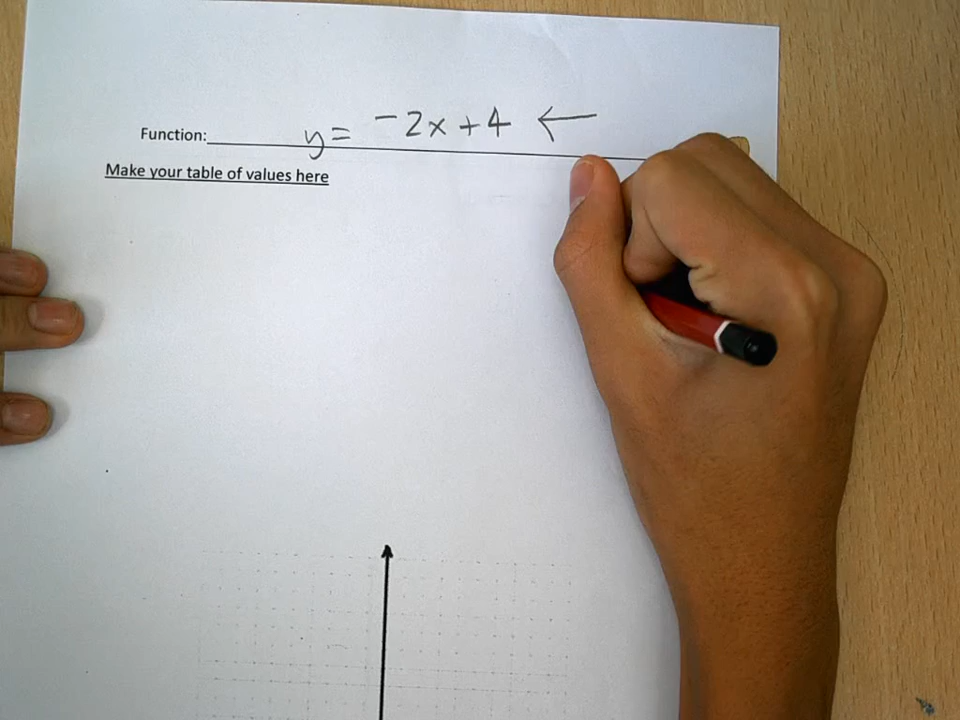 Function: y = -2x+4 ←
Make your table of values here